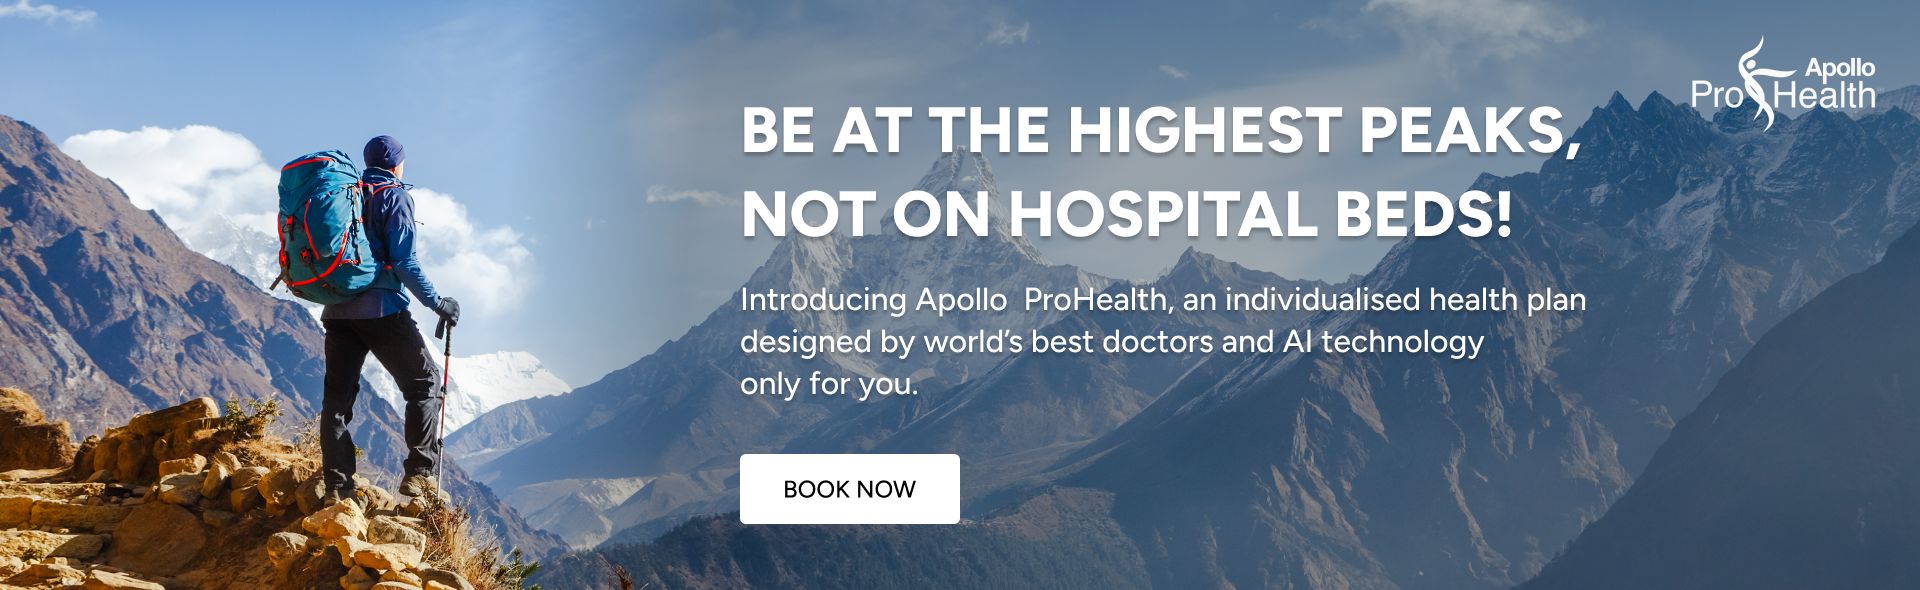 Apollo
ProHealth
BE AT THE HIGHEST PEAKS,
NOT ON HOSPITAL BEDS!
Introducing Apollo  ProHealth, an individualised health plan
designed by world’s best doctors and AI technology
only for you.
BOOK NOW